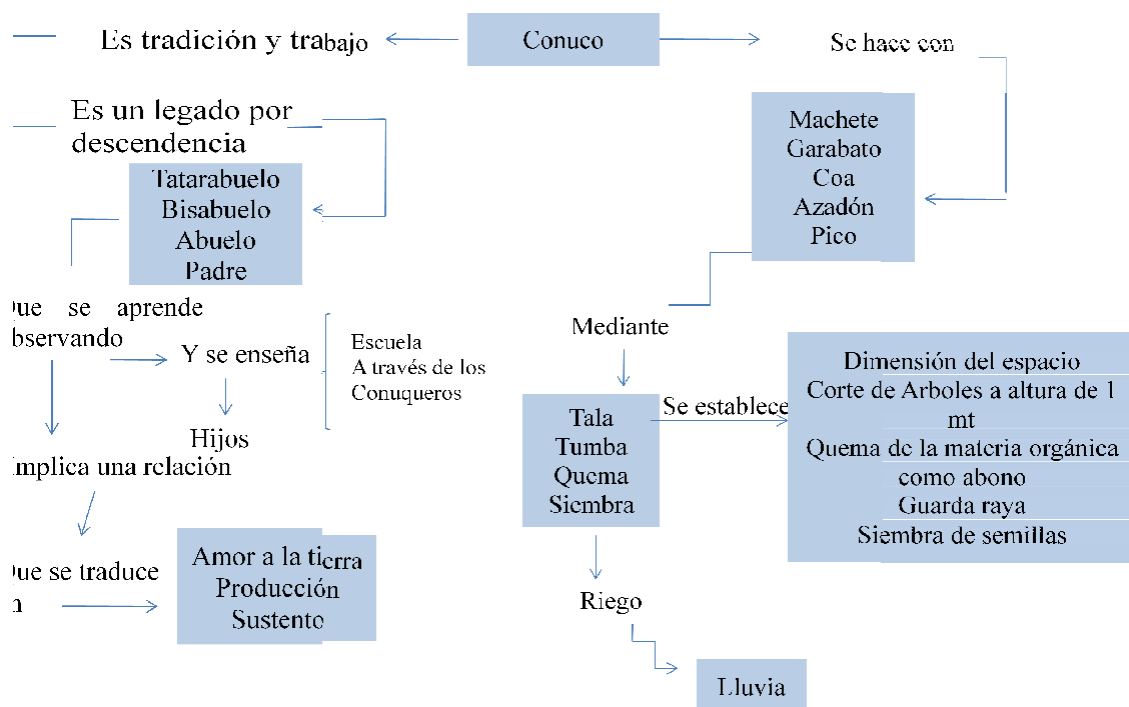 Es tradición y trabajo
Conuco
Se hace con
Es un legado por
descendencia
Tatarabuelo
Bisabuelo
Abuelo
Padre
Machete
Garabato
Coa
Azadón
Pico
ue se aprende
bservando
Y se enseña
Escuela
A través de los
Conuqueros
Hijos
mplica una relación
ue se traduce
n
Amor a la tierra
Producción
Sustento
Mediante
Tala
Tumba
Quema
Siembra
Se establece
Dimensión del espacio
Corte de Arboles a altura de 1
mt
Quema de la materia orgánica
como abono
Guarda raya
Siembra de semillas
Riego
Lluvia